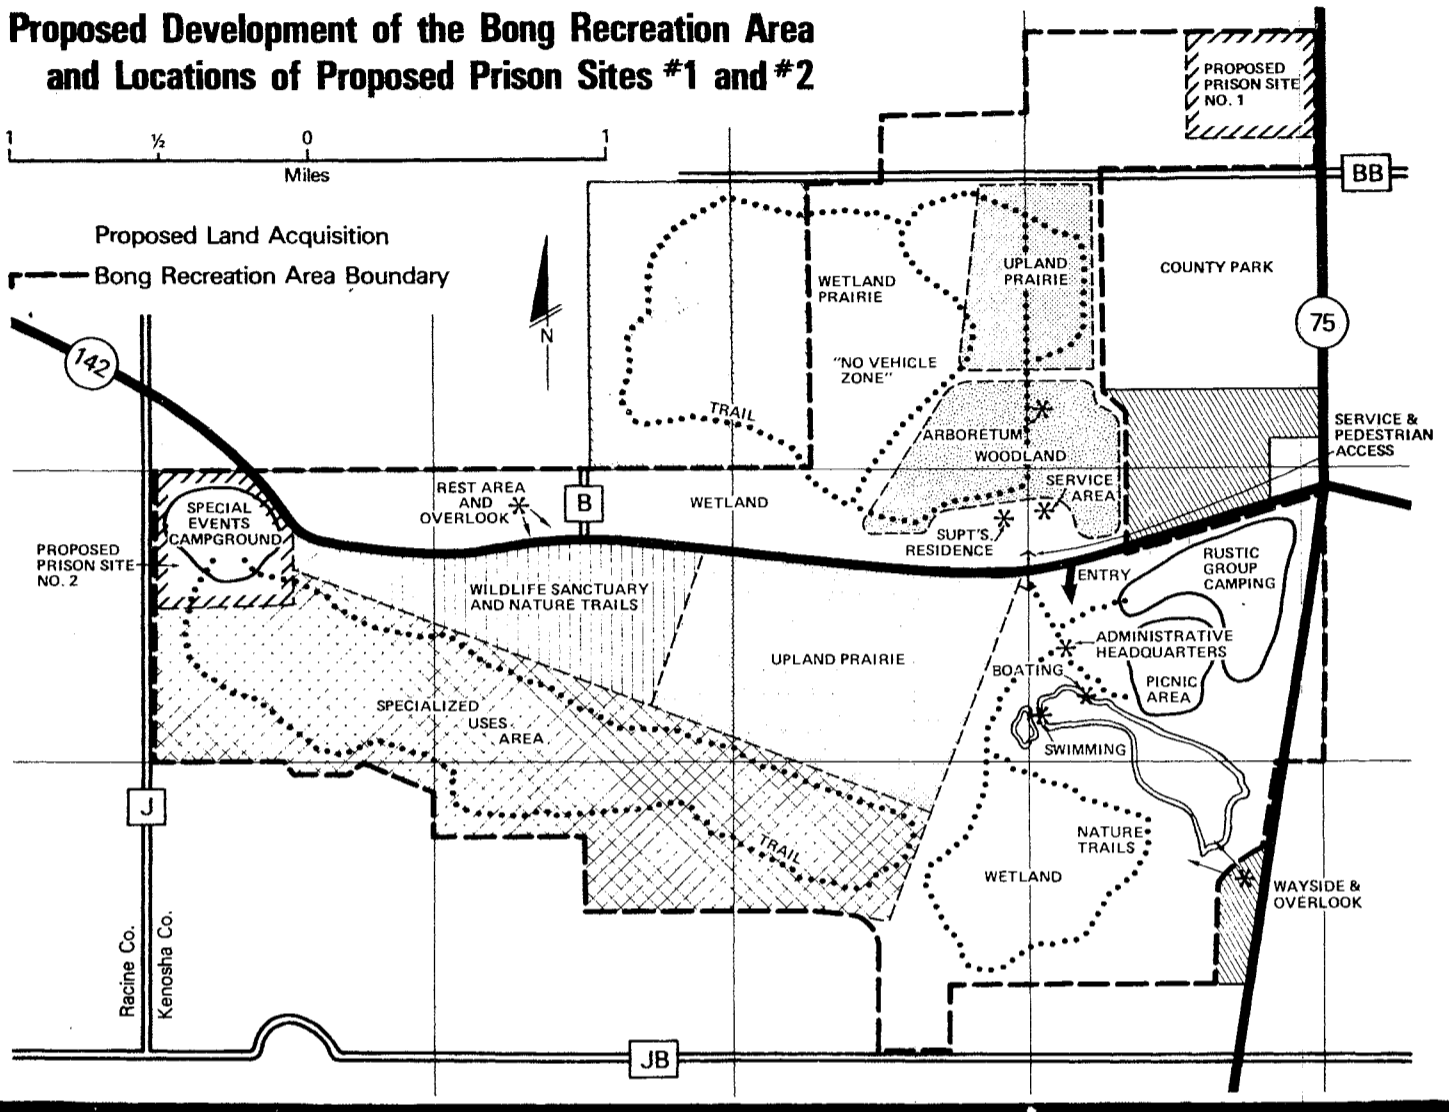 Proposed Development of the Bong Recreation Area
and Locations of Proposed Prison Sites #1 and #2
1 ½ 0 1
Miles
Proposed Land Acquisition
Bong Recreation Area Boundary
N
PROPOSED
PRISON SITE
NO. 1
BB
COUNTY PARK
75
142
WETLAND
PRAIRIE
UPLAND
PRAIRIE
"NO VEHICLE
ZONE"
TRAIL
ARBORETUM
WOODLAND
SERVICE
AREA
SERVICE &
PEDESTRIAN
ACCESS
REST AREA
AND
OVERLOOK
B
WETLAND
SUPT'S.
RESIDENCE
SPECIAL
EVENTS
CAMPGROUND
PROPOSED
PRISON SITE
NO. 2
WILDLIFE SANCTUARY
AND NATURE TRAILS
ENTRY
RUSTIC
GROUP
CAMPING
ADMINISTRATIVE
HEADQUARTERS
UPLAND PRAIRIE
BOATING
PICNIC
AREA
SPECIALIZED
USES
AREA
SWIMMING
J
TRAIL
NATURE
TRAILS
WETLAND
WAYSIDE &
OVERLOOK
Racine Co.
Kenosha Co.
JB